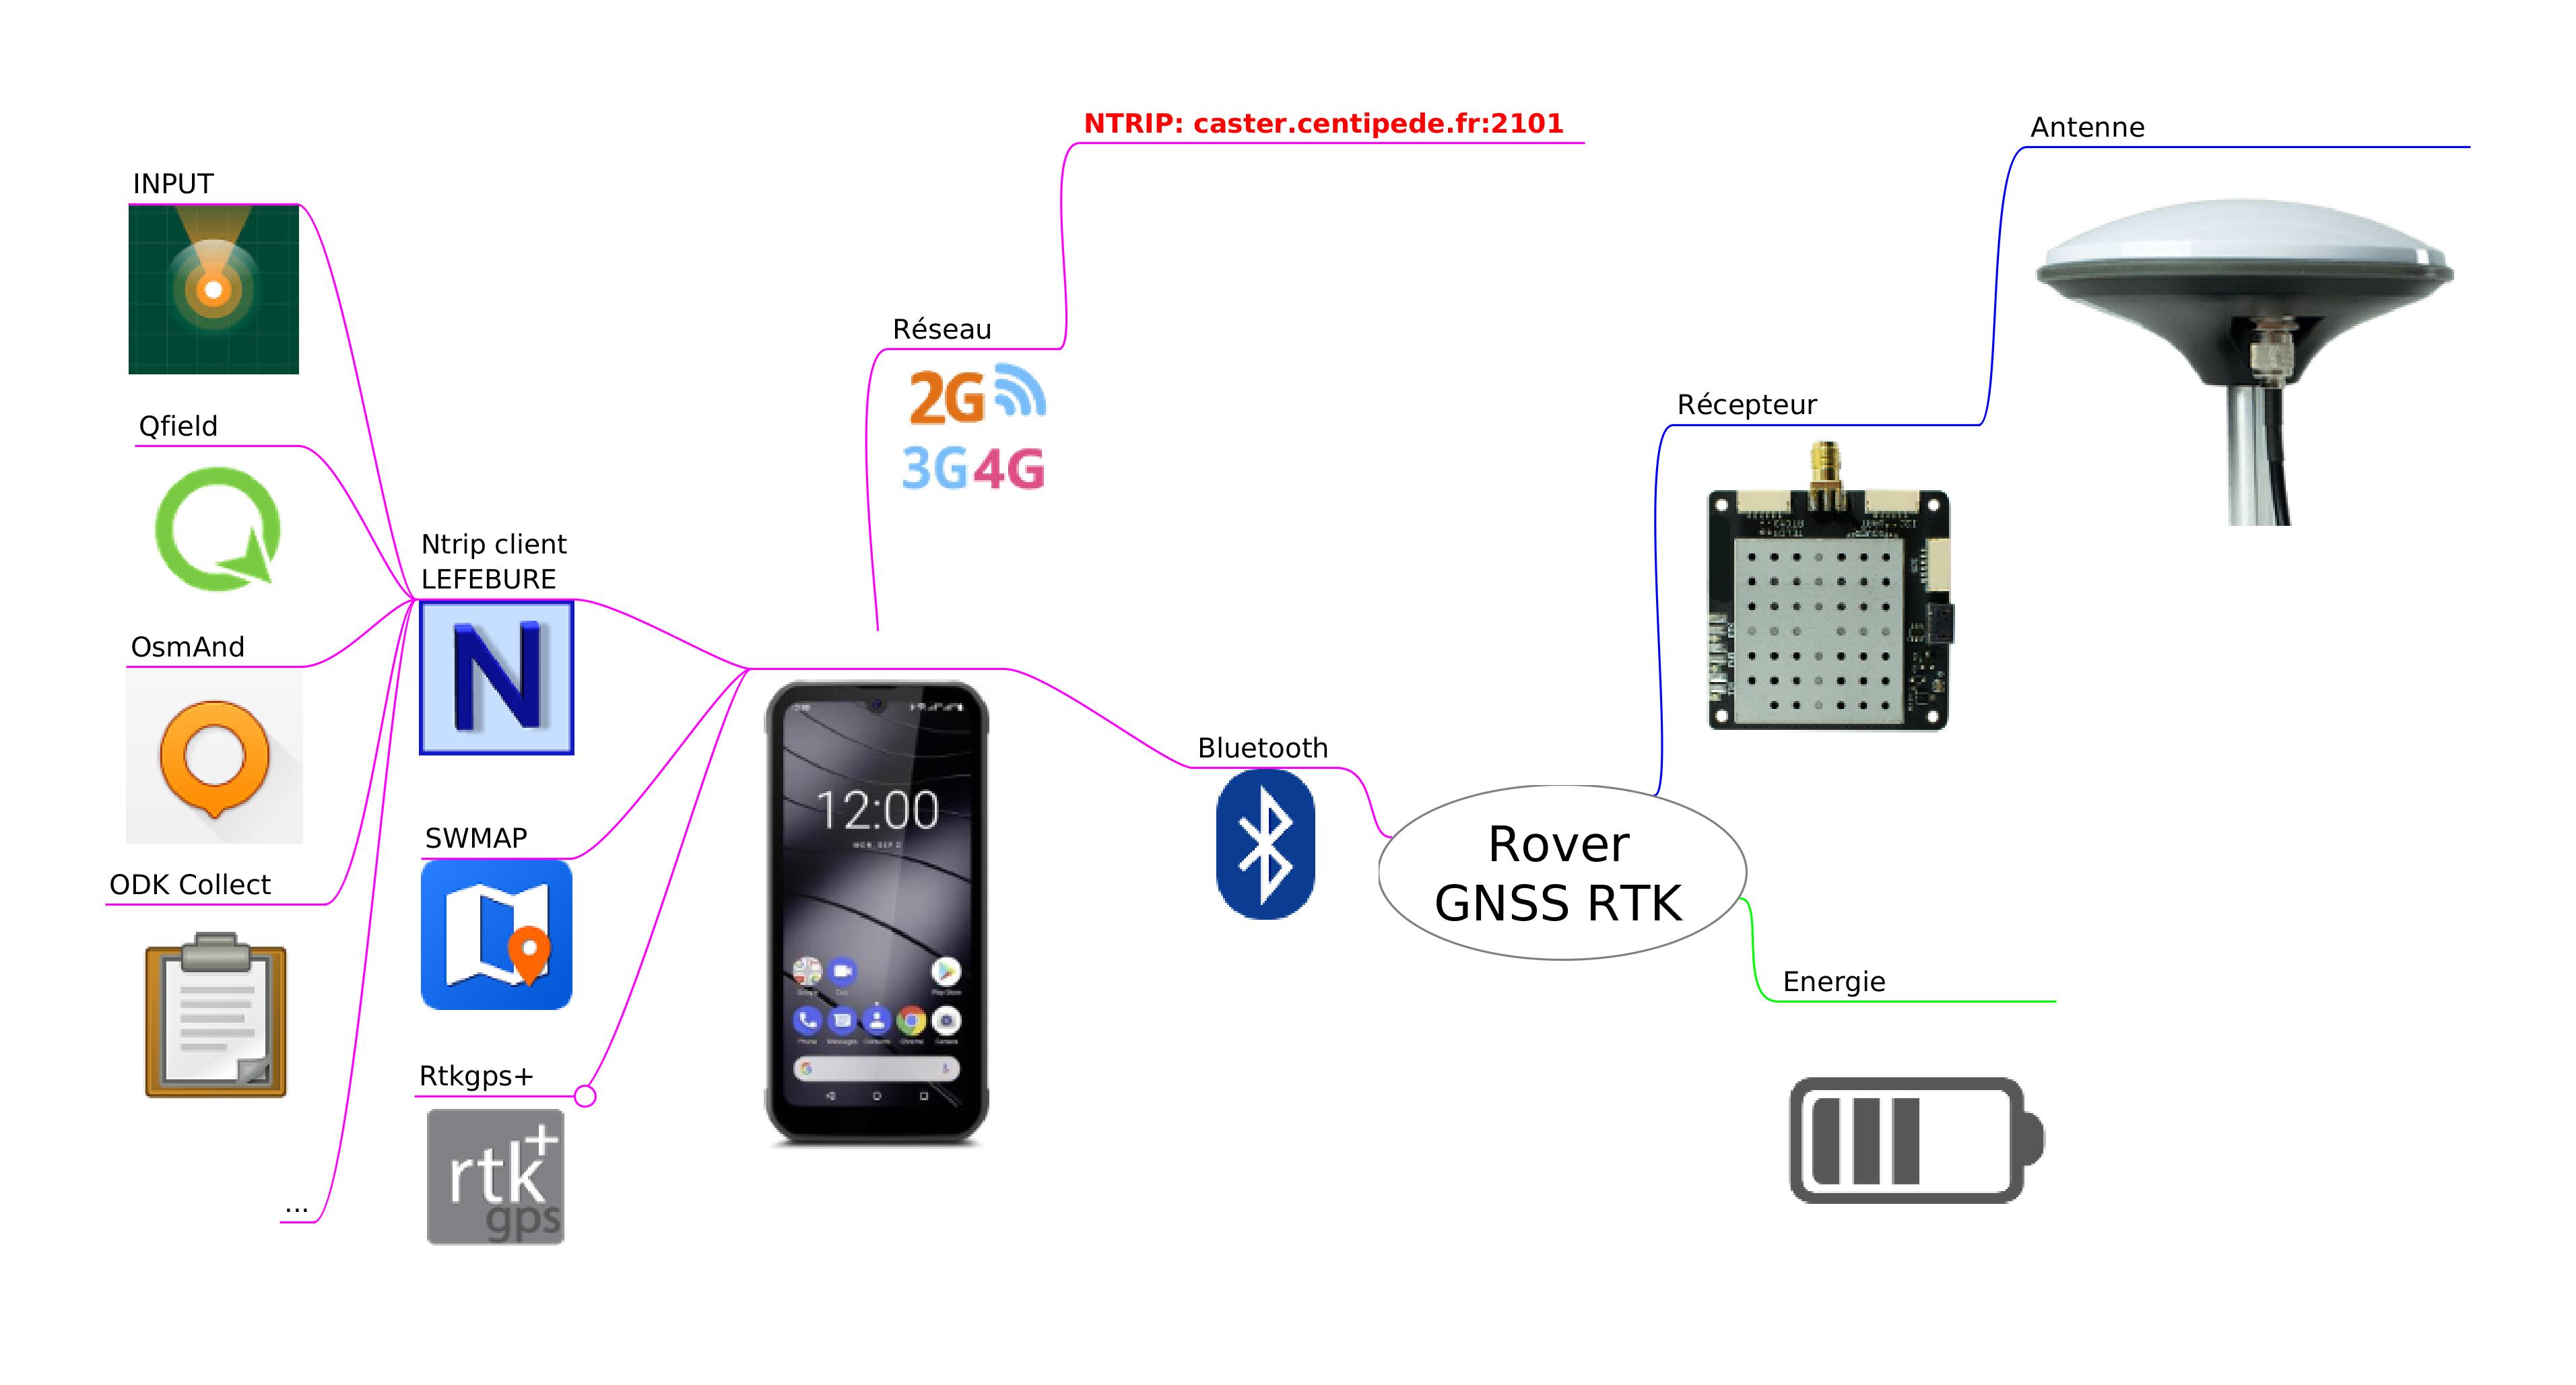 NTRIP: caster.centipede.fr:2101
Antenne
INPUT
Réseau
2G
3G 4G
Récepteur
Qfield
Ntrip client
LEFEBURE
N
OsmAnd
Bluetooth
12:00
SWMAP
Rover
GNSS RTK
ODK Collect
Energie
Rtkgps+
rtk+
gps
...